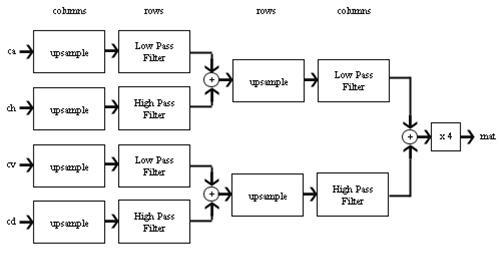 columns rows rows columns
ca upsample Low Pass Filter
upsample Low Pass Filter
ch upsample High Pass Filter
x 4 mat
cv upsample Low Pass Filter
upsample High Pass Filter
cd upsample High Pass Filter
+
+
+